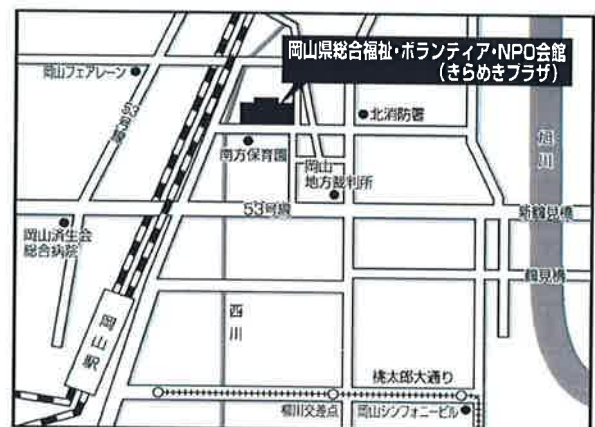 岡山県総合福祉・ボランティア・NPO会館
（きらめきプラザ）
岡山フェアレーン
53号線
北消防署
旭川
南方保育園
岡山
地方裁判所
53号線
新鶴見橋
岡山済生会
総合病院
鶴見橋
岡山駅
西川
桃太郎大通り
柳川交差点
岡山シンフォニービル